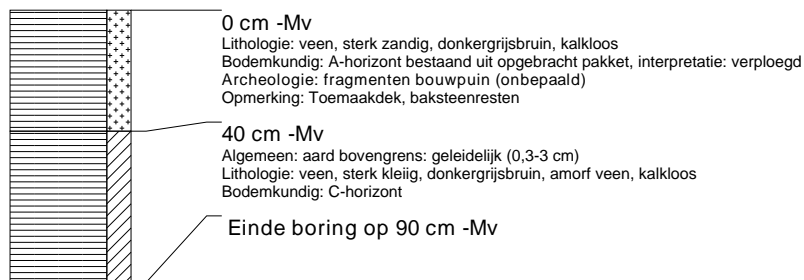 0 cm -Mv
Lithologie: veen, sterk zandig, donkergrijsbruin, kalkloos
Bodemkundig: A-horizont bestaand uit opgebracht pakket, interpretatie: verploegd
Archeologie: fragmenten bouwpuin (onbepaald)
Opmerking: Toemaakdek, baksteenresten
40 cm -Mv
Algemeen: aard bovengrens: geleidelijk (0,3-3 cm)
Lithologie: veen, sterk kleiig, donkergrijsbruin, amorf veen, kalkloos
Bodemkundig: C-horizont
Einde boring op 90 cm -Mv